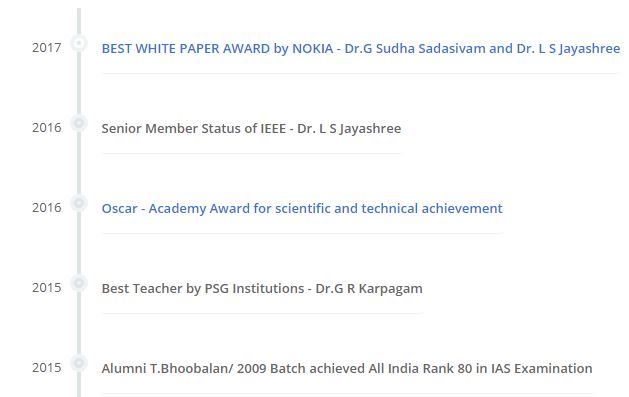 2017 BEST WHITE PAPER AWARD by NOKIA - Dr.G Sudha Sadasivam and Dr. L S Jayashree
2016 Senior Member Status of IEEE - Dr. L S Jayashree
2016 Oscar - Academy Award for scientific and technical achievement
2015 Best Teacher by PSG Institutions - Dr.G R Karpagam
2015 Alumni T.Bhoobalan/ 2009 Batch achieved All India Rank 80 in IAS Examination